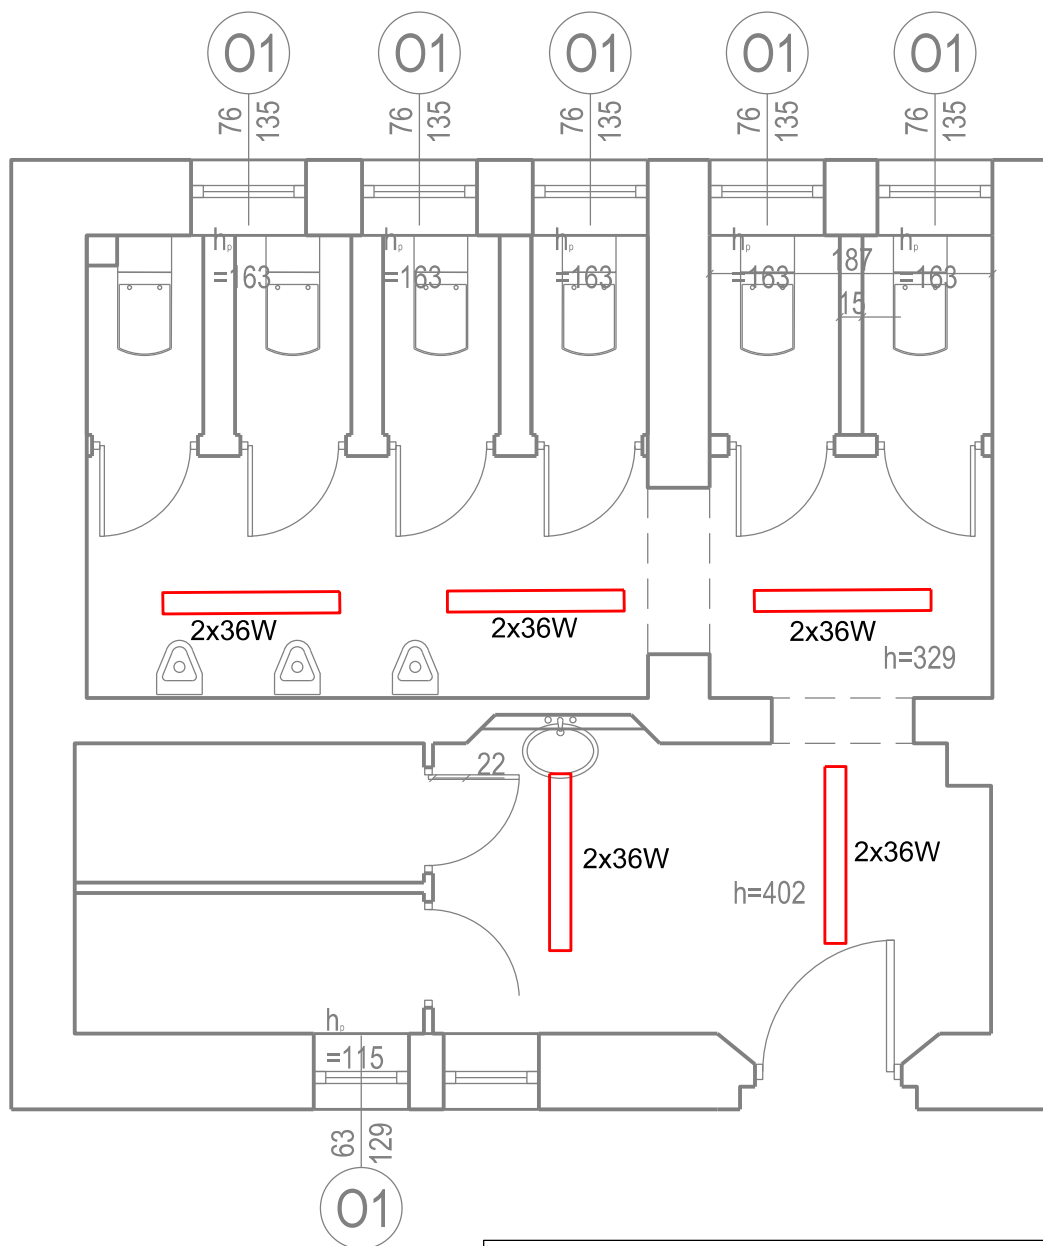 O1 O1 O1 O1 O1
76 135 76 135 76 135 76 135 76 135
hp hp hp hp hp
=163 =163 =163 =163 187 =163
15
2x36W 2x36W 2x36W
h=329
22
2x36W 2x36W
h=402
hp
=115
63 129
O1